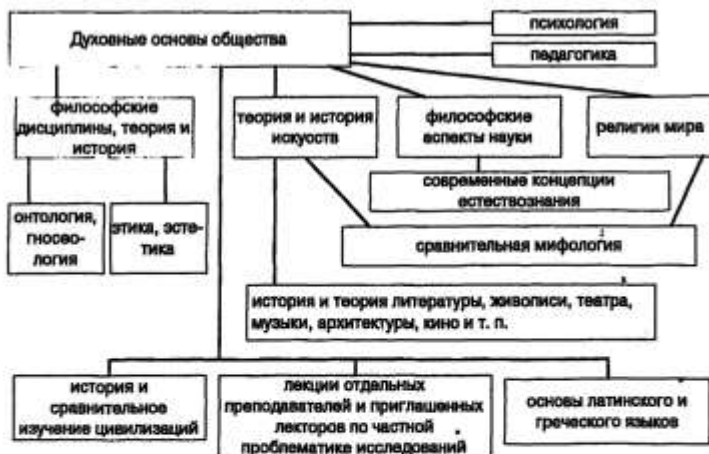 Духовные основы общества
психология
педагогика
философские
дисциплины, теория и
история
теория и история
искусств
философские
аспекты науки
религии мира
современные концепции
естествознания
онтология,
гносео-
логия
этика, эсте-
тика
сравнительная мифология
история и теория литературы, живописи, театра,
музыки, архитектуры, кино и т. п.
история и
сравнительное
изучение цивилизаций
лекции отдельных
преподавателей и приглашенных
лекторов по частной
проблематике исследований
основы латинского и
греческого языков